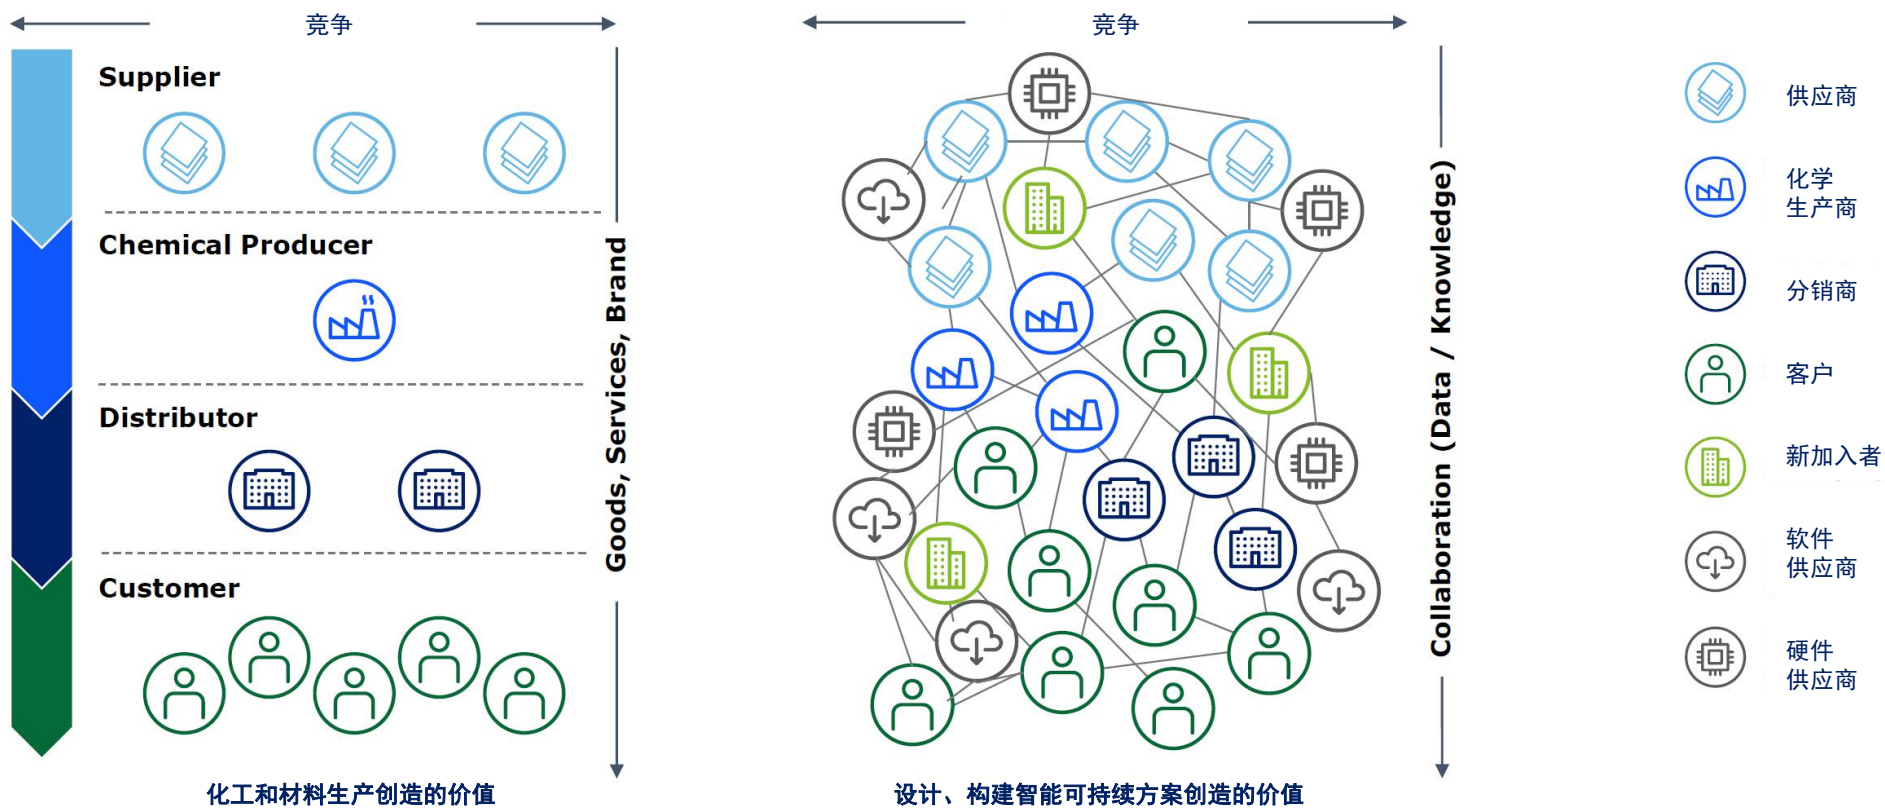 竞争
Supplier
Chemical Producer
Distributor
Customer
Goods, Services, Brand
化工和材料生产创造的价值
竞争
Collaboration (Data / Knowledge)
设计、构建智能可持续方案创造的价值
供应商
化学
生产商
分销商
客户
新加入者
软件
供应商
硬件
供应商